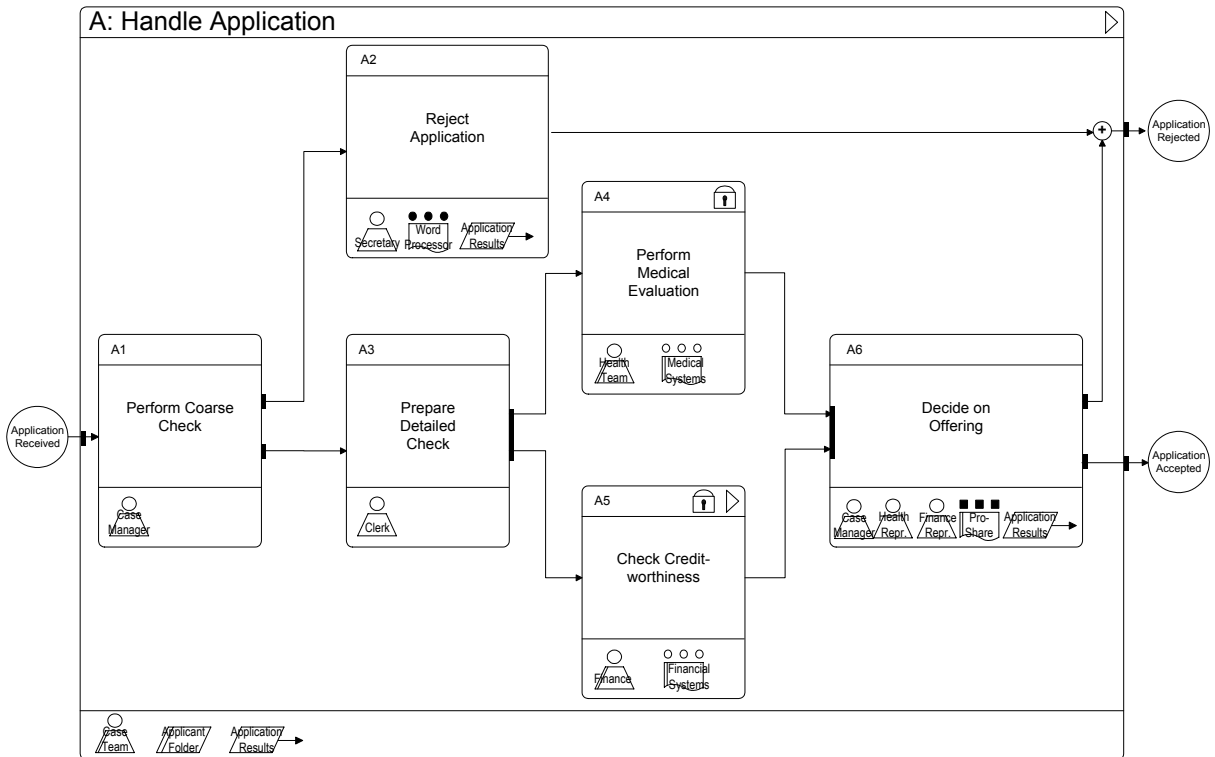 A: Handle Application
A2
Reject
Application
Secretary
Word
Processor
Application
Results
Application
Rejected
A4
Perform
Medical
Evaluation
Health
Team
Medical
Systems
A1
Perform Coarse
Check
Case
Manager
A3
Prepare
Detailed
Check
Clerk
A6
Decide on
Offering
Case
Manager
Health
Repr.
Finance
Repr.
Pro-
Share
Application
Results
Application
Received
Application
Accepted
A5
Check Credit-
worthiness
Finance
Financial
Systems
Case
Team
Applicant
Folder
Application
Results